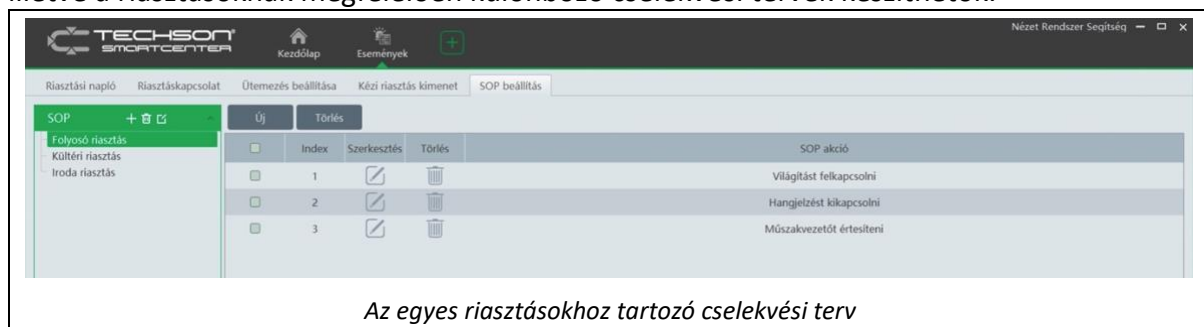 illetve a riasztásoknak megfelelően különböző cselekvési tervek készíthetők.
TECHSON
SMARTCENTER
Kezdőlap
Események
Nézet Rendszer Segítség
Riasztási napló Riasztáskapcsolat Ütemezés beállítása Kézi riasztás kimenet SOP beállítás
SOP
Új Törlés
Folyosó riasztás
Kültéri riasztás
Iroda riasztás
Index Szerkesztés Törlés SOP akció
1 Világítást felkapcsolni
2 Hangjelzést kikapcsolni
3 Műszakvezetőt értesíteni
Az egyes riasztásokhoz tartozó cselekvési terv